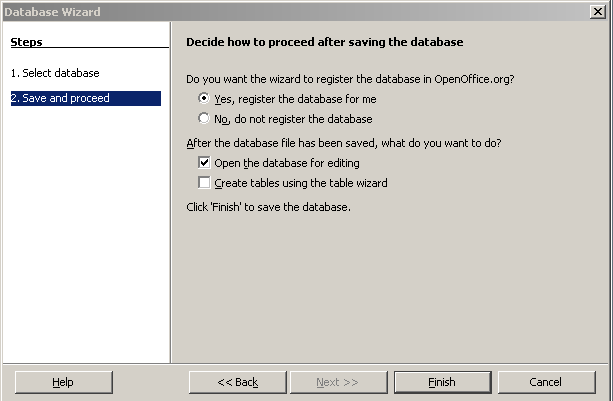 Database Wizard
Steps
1. Select database
2. Save and proceed
Decide how to proceed after saving the database
Do you want the wizard to register the database in OpenOffice.org?
Yes, register the database for me
No, do not register the database
After the database file has been saved, what do you want to do?
Open the database for editing
Create tables using the table wizard
Click 'Finish' to save the database.
Help
<< Back
Next >>
Finish
Cancel